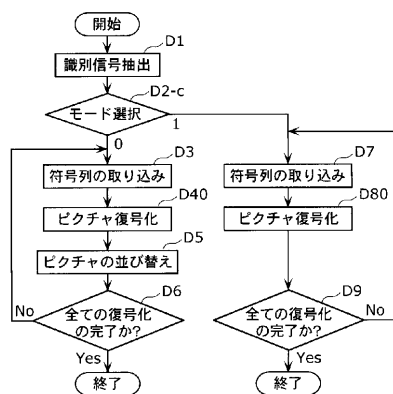 開始
D1
識別信号抽出
D2-c
モード選択
0
1
D3
符号列の取り込み
D40
ピクチャ復号化
D5
ピクチャの並び替え
D6
全ての復号化
の完了か?
No
Yes
終了
D7
符号列の取り込み
D80
ピクチャ復号化
D9
全ての復号化
の完了か?
No
Yes
終了